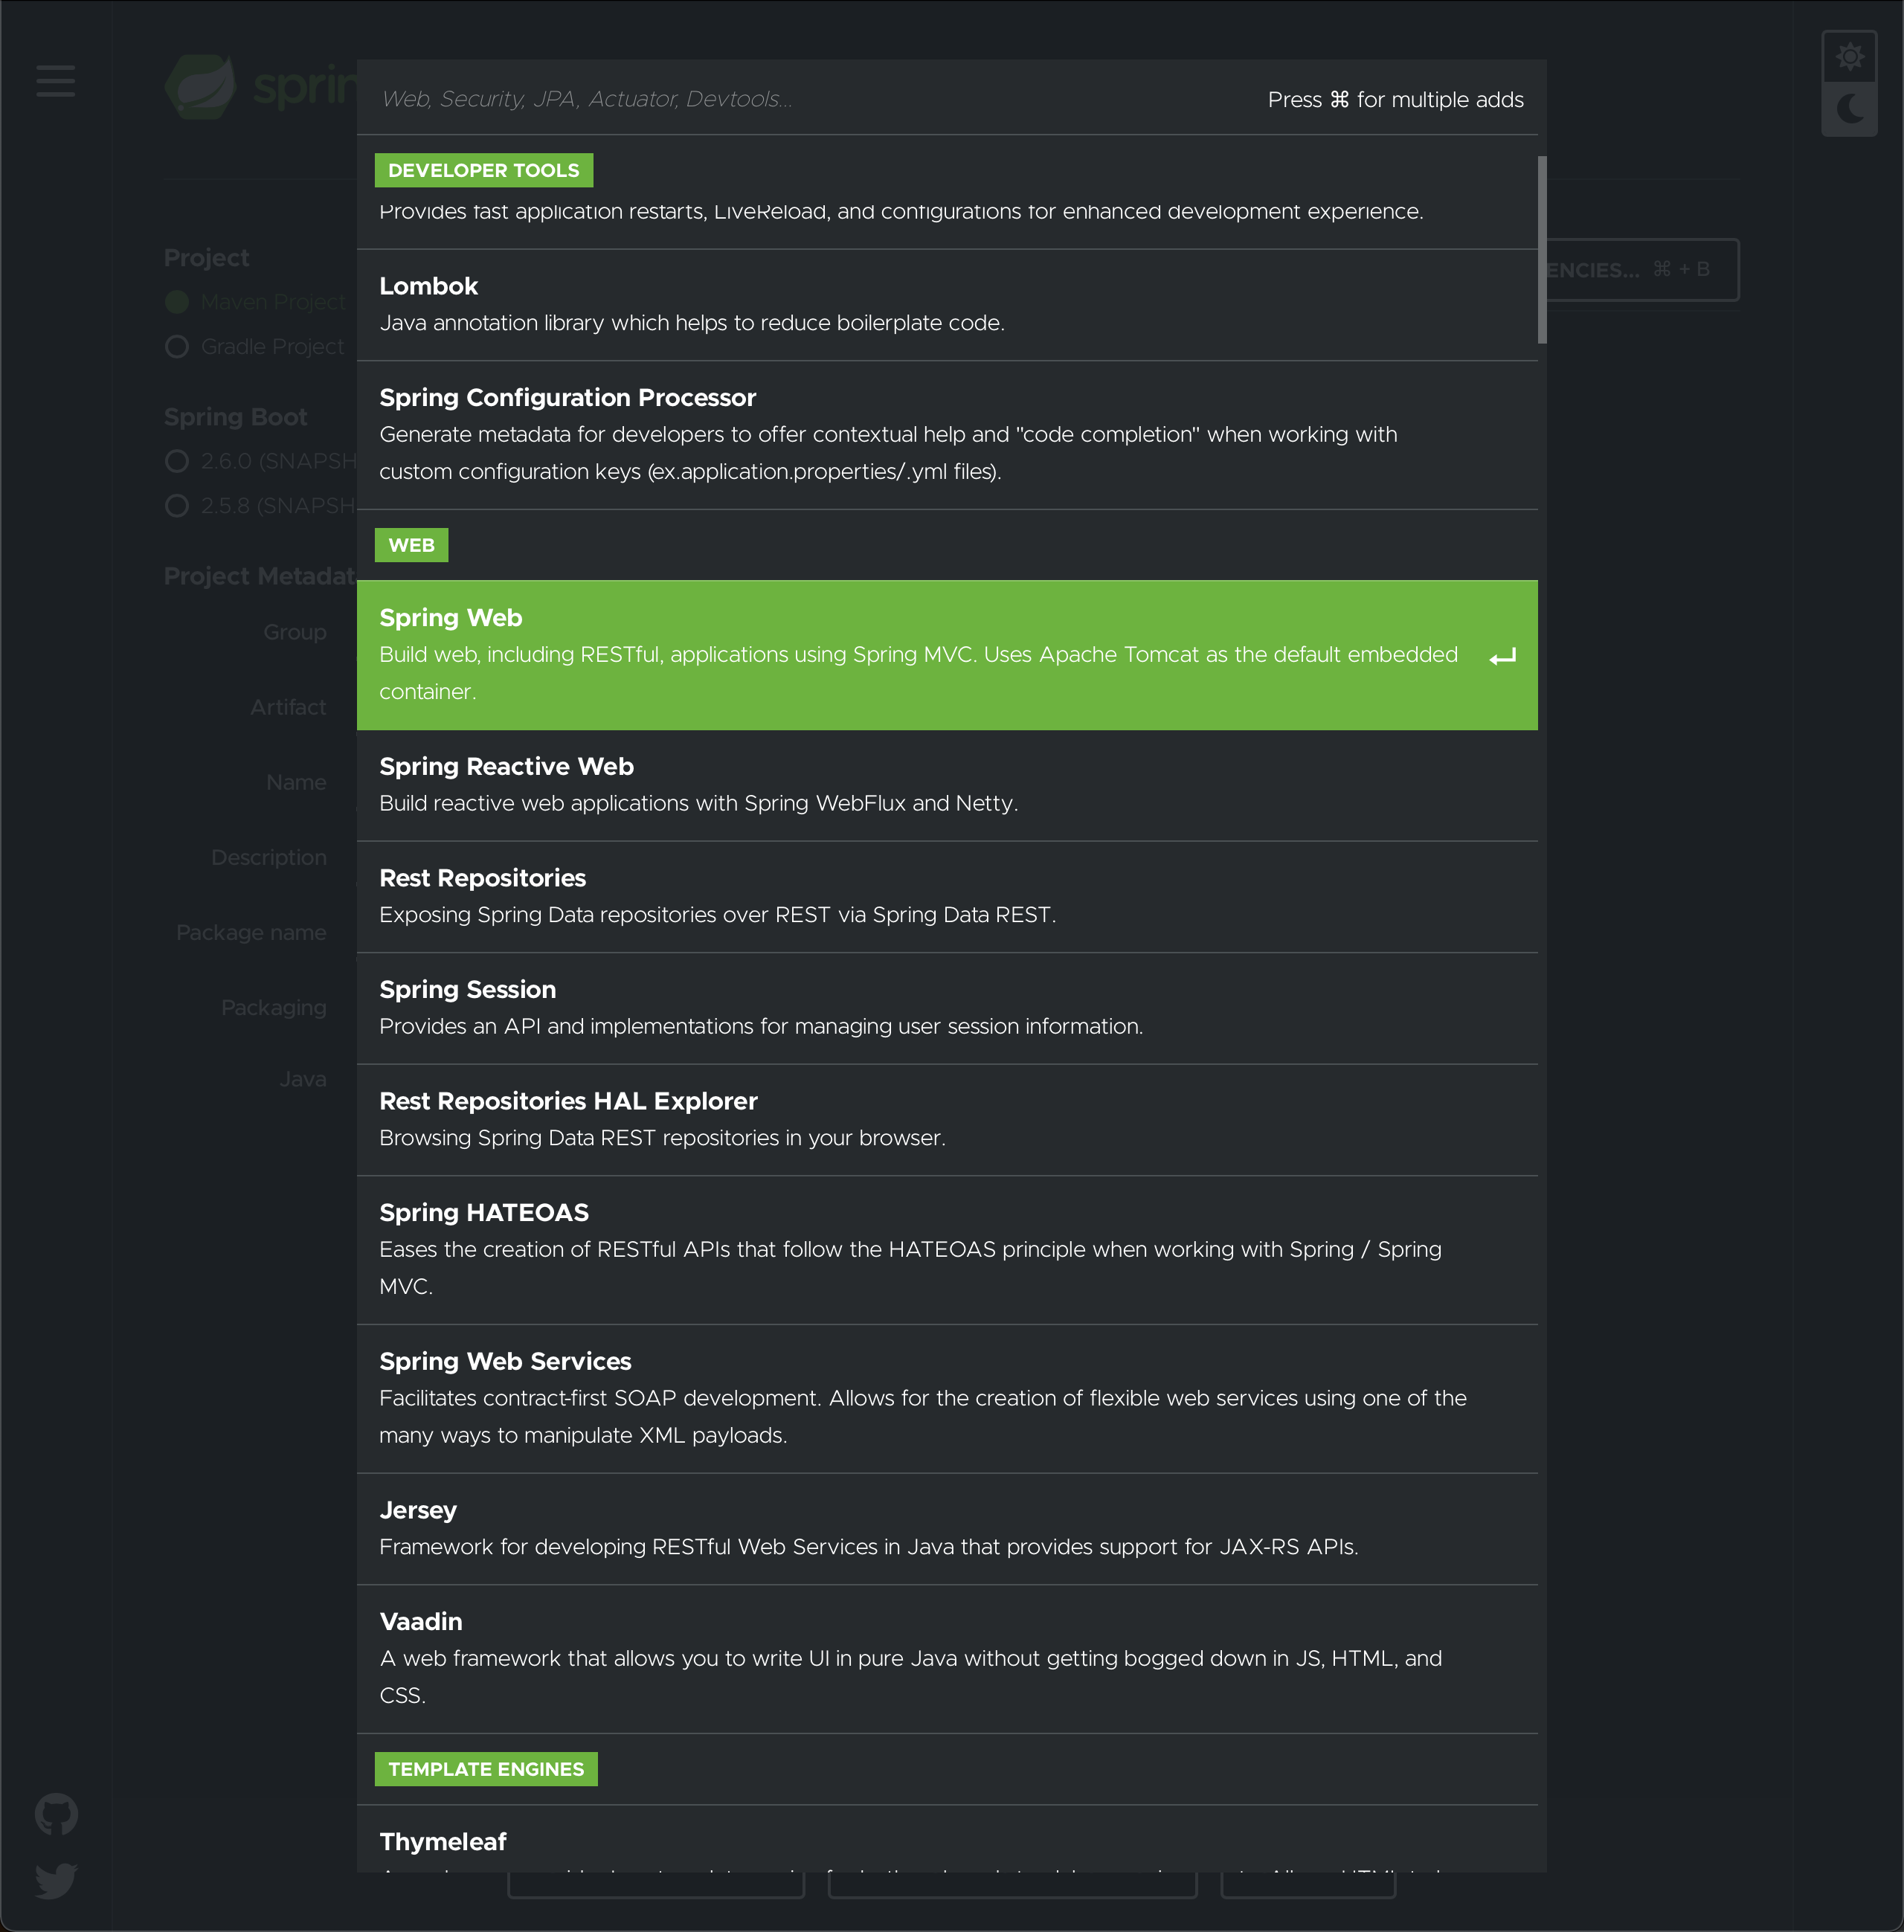 Web, Security, JPA, Actuator, Devtools...
Press ⌘ for multiple adds
DEVELOPER TOOLS
Provides fast application restarts, LiveReload, and configurations for enhanced development experience.
Lombok
Java annotation library which helps to reduce boilerplate code.
Spring Configuration Processor
Generate metadata for developers to offer contextual help and "code completion" when working with
custom configuration keys (ex.application.properties/.yml files).
WEB
Spring Web
Build web, including RESTful, applications using Spring MVC. Uses Apache Tomcat as the default embedded
container.
Spring Reactive Web
Build reactive web applications with Spring WebFlux and Netty.
Rest Repositories
Exposing Spring Data repositories over REST via Spring Data REST.
Spring Session
Provides an API and implementations for managing user session information.
Rest Repositories HAL Explorer
Browsing Spring Data REST repositories in your browser.
Spring HATEOAS
Eases the creation of RESTful APIs that follow the HATEOAS principle when working with Spring / Spring
MVC.
Spring Web Services
Facilitates contract-first SOAP development. Allows for the creation of flexible web services using one of the
many ways to manipulate XML payloads.
Jersey
Framework for developing RESTful Web Services in Java that provides support for JAX-RS APIs.
Vaadin
A web framework that allows you to write UI in pure Java without getting bogged down in JS, HTML, and
CSS.
TEMPLATE ENGINES
Thymeleaf
sprin
Project
Maven Project
Gradle Project
Spring Boot
2.6.0 (SNAPSH
2.5.8 (SNAPSH
Project Metadat
Group
Artifact
Name
Description
Package name
Packaging
Java
ENCIES... ⌘ + B